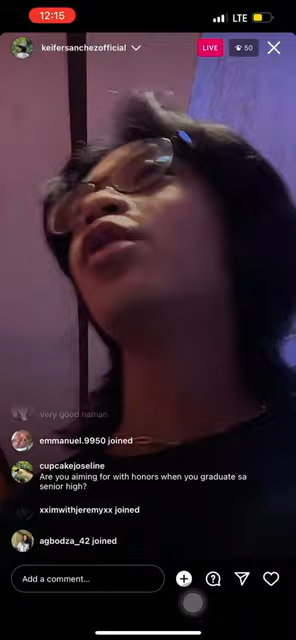 12:15
LTE
keifersanchezofficial
LIVE
50
Very good naman
emmanuel.9950 joined
cupcakejoseline
Are you aiming for with honors when you graduate sa
senior high?
xximwithjeremyxx joined
agbodza_42 joined
Add a comment...